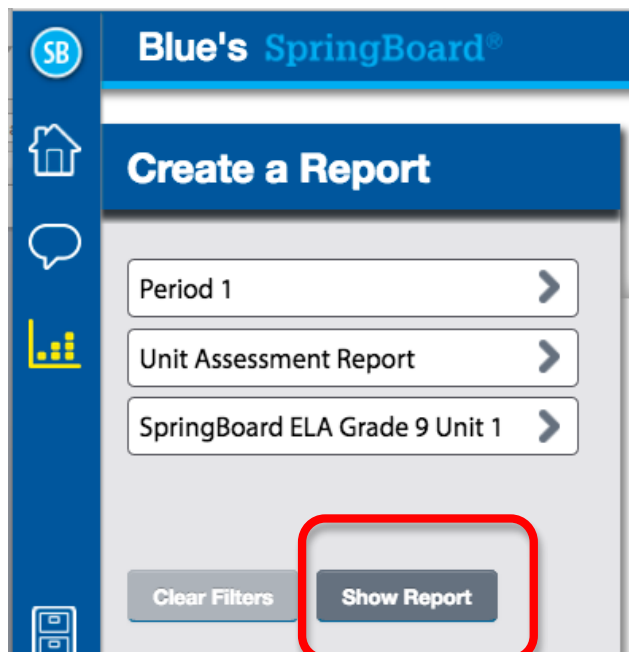 SB
Blue's SpringBoard®
Create a Report
Period 1
Unit Assessment Report
SpringBoard ELA Grade 9 Unit 1
Clear Filters Show Report